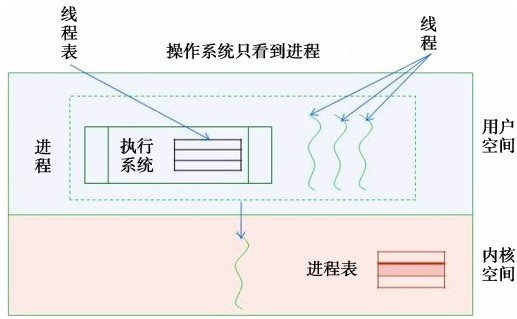 线
程
表
操作系统只看到进程
线
程
进
程
执行
系统
用户
空间
进程表
内核
空间